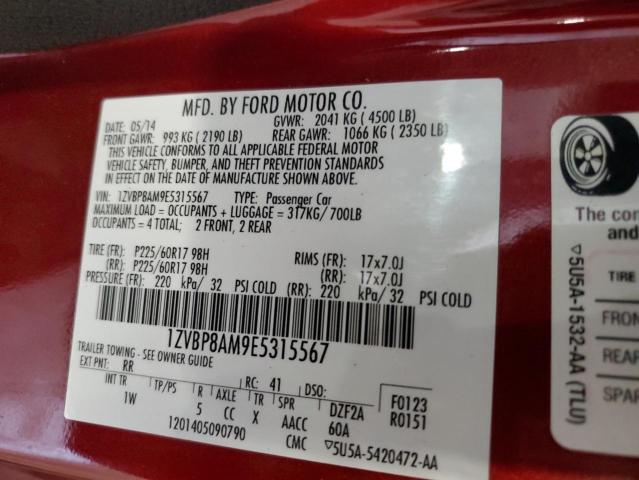 MFD. BY FORD MOTOR CO.
DATE: 05/14 GVWR: 2041 KG (4500 LB)
FRONT GAWR: 993 KG (2190 LB) REAR GAWR: 1066 KG (2350 LB)
THIS VEHICLE CONFORMS TO ALL APPLICABLE FEDERAL MOTOR
VEHICLE SAFETY, BUMPER, AND THEFT PREVENTION STANDARDS
IN EFFECT ON THE DATE OF MANUFACTURE SHOWN ABOVE.
VIN: 1ZVBP8AM9E5315567 TYPE: Passenger Car
MAXIMUM LOAD = OCCUPANTS + LUGGAGE = 317KG/700LB
OCCUPANTS = 4 TOTAL; 2 FRONT, 2 REAR
TIRE (FR): P225/60R17 98H RIMS (FR): 17x7.0J
(RR): P225/60R17 98H (RR): 17x7.0J
PRESSURE (FR): 220 kPa/ 32 PSI COLD (RR): 220 kPa/ 32 PSI COLD
1ZVBP8AM9E5315567
TRAILER TOWING - SEE OWNER GUIDE
EXT PNT: RR RC: 41 DSO:
INT TR TP/PS R AXLE TR SPR DZF2A F0123
1W 5 CC X AACC 60A R0151
1201405090790 CMC ▽5U5A-5420472-AA
The con
and
TIRE
FRON
REAR
SPAR
▽5U5A-1532-AA (TLU)